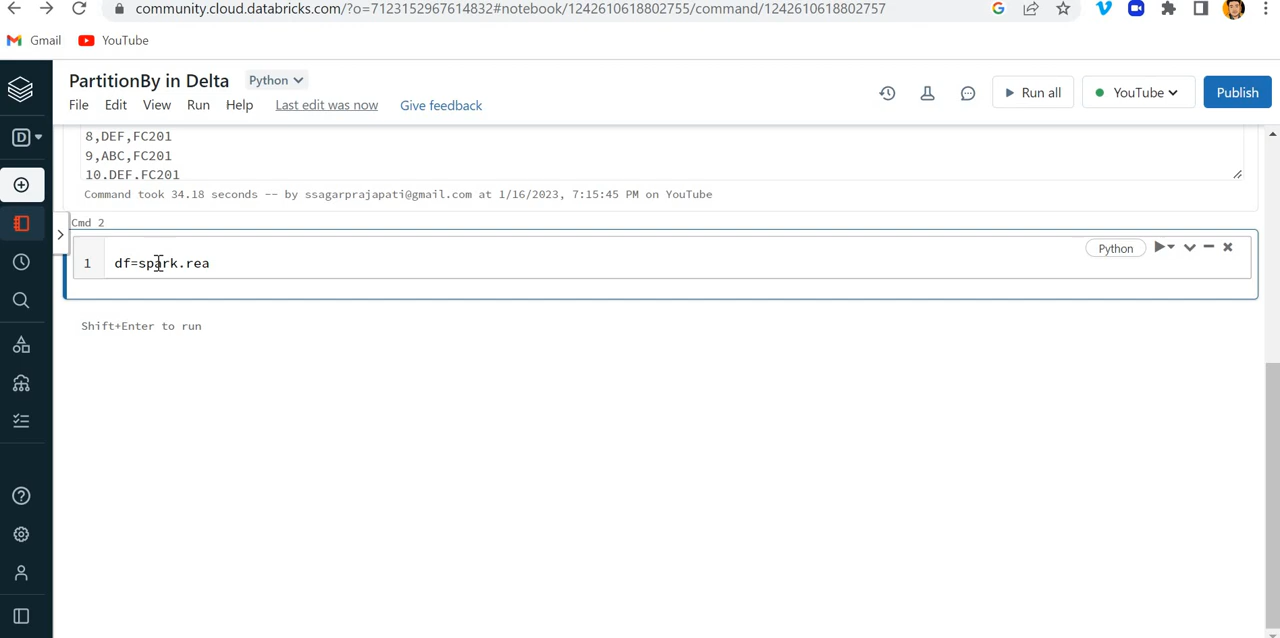 community.cloud.databricks.com/?o=7123152967614832#notebook/1242610618802755/command/1242610618802757
Gmail YouTube
PartitionBy in Delta Python
File Edit View Run Help Last edit was now Give feedback
Run all YouTube Publish
D
8,DEF,FC201
9,ABC,FC201
10.DEF.FC201
Command took 34.18 seconds -- by ssagarprajapati@gmail.com at 1/16/2023, 7:15:45 PM on YouTube
Cmd 2
Python
1 df=spark.rea
Shift+Enter to run